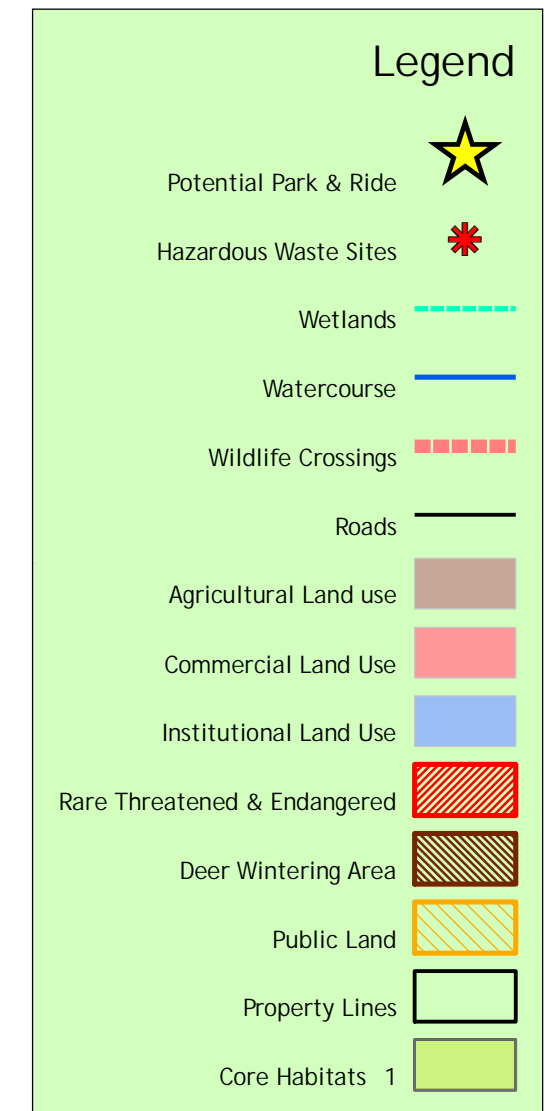 Legend
Potential Park & Ride
Hazardous Waste Sites
Wetlands
Watercourse
Wildlife Crossings
Roads
Agricultural Land use
Commercial Land Use
Institutional Land Use
Rare Threatened & Endangered
Deer Wintering Area
Public Land
Property Lines
Core Habitats 1